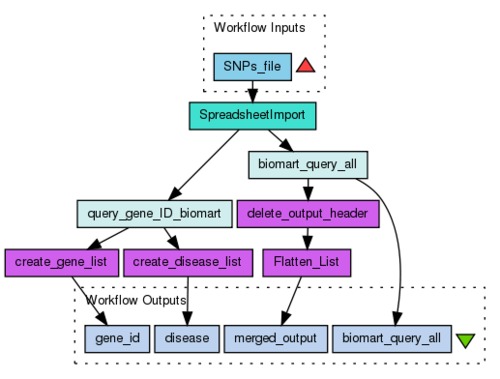 Workflow Inputs
SNPs_file
SpreadsheetImport
biomart_query_all
query_gene_ID_biomart
delete_output_header
create_gene_list
create_disease_list
Flatten_List
Workflow Outputs
gene_id
disease
merged_output
biomart_query_all